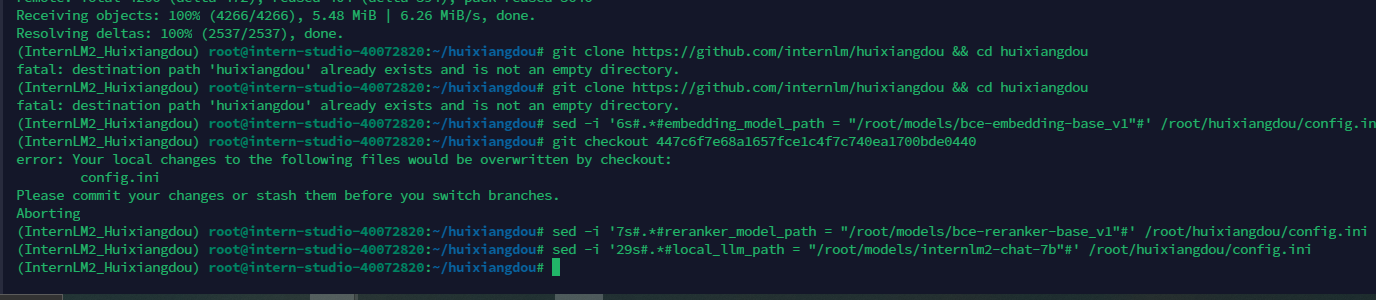 Receiving objects: 100% (4266/4266), 5.48 MiB | 6.26 MiB/s, done.
Resolving deltas: 100% (2537/2537), done.
(InternLM2_Huixiangdou) root@intern-studio-40072820:~/huixiangdou# git clone https://github.com/internlm/huixiangdou && cd huixiangdou
fatal: destination path 'huixiangdou' already exists and is not an empty directory.
(InternLM2_Huixiangdou) root@intern-studio-40072820:~/huixiangdou# git clone https://github.com/internlm/huixiangdou && cd huixiangdou
fatal: destination path 'huixiangdou' already exists and is not an empty directory.
(InternLM2_Huixiangdou) root@intern-studio-40072820:~/huixiangdou# sed -i '6s#.*#embedding_model_path = "/root/models/bce-embedding-base_v1"#' /root/huixiangdou/config.in
(InternLM2_Huixiangdou) root@intern-studio-40072820:~/huixiangdou# git checkout 447c6f7e68a1657fce1c4f7c740ea1700bde0440
error: Your local changes to the following files would be overwritten by checkout:
        config.ini
Please commit your changes or stash them before you switch branches.
Aborting
(InternLM2_Huixiangdou) root@intern-studio-40072820:~/huixiangdou# sed -i '7s#.*#reranker_model_path = "/root/models/bce-reranker-base_v1"#' /root/huixiangdou/config.ini
(InternLM2_Huixiangdou) root@intern-studio-40072820:~/huixiangdou# sed -i '29s#.*#local_llm_path = "/root/models/internlm2-chat-7b"#' /root/huixiangdou/config.ini
(InternLM2_Huixiangdou) root@intern-studio-40072820:~/huixiangdou#